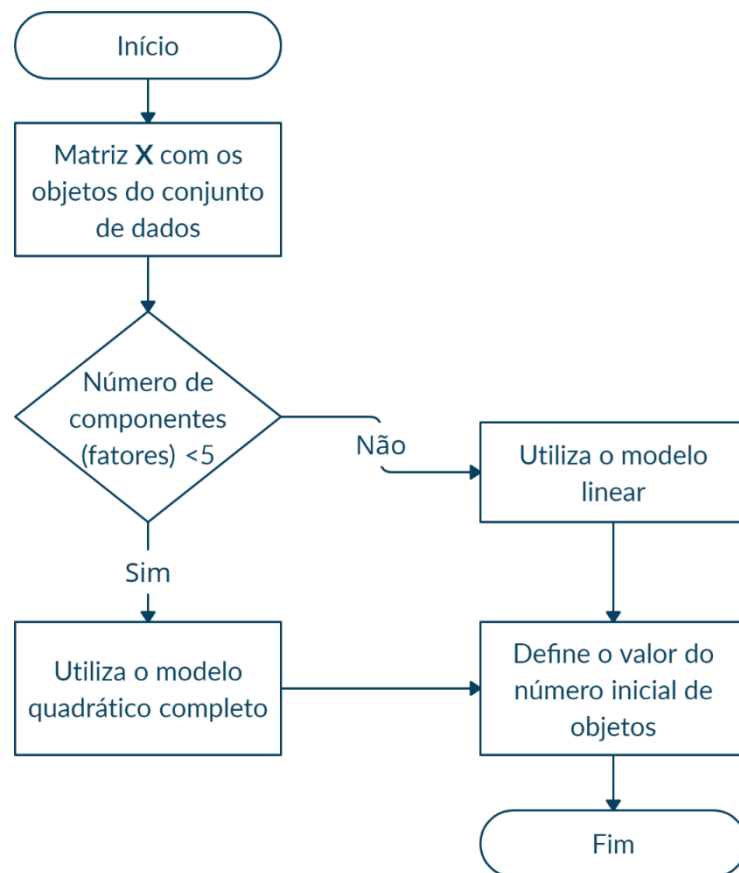 Início
Matriz X com os
objetos do conjunto
de dados
Número de
componentes
(fatores) <5
Não
Utiliza o modelo
linear
Sim
Utiliza o modelo
quadrático completo
Define o valor do
número inicial de
objetos
Fim